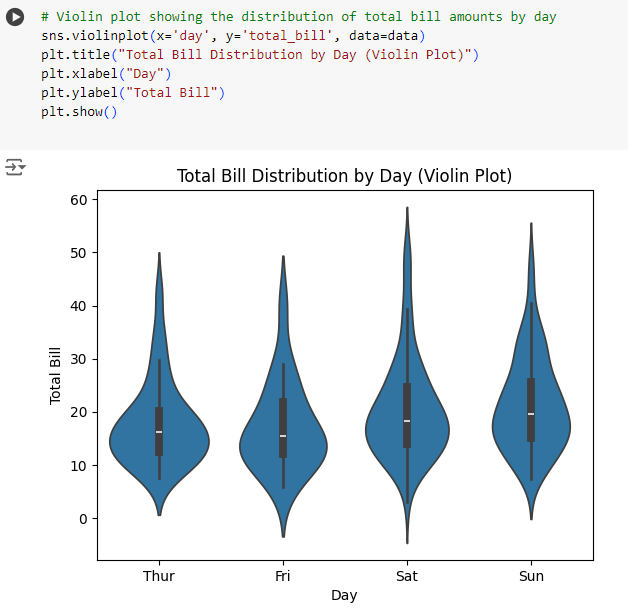 # Violin plot showing the distribution of total bill amounts by day
sns.violinplot(x='day', y='total_bill', data=data)
plt.title("Total Bill Distribution by Day (Violin Plot)")
plt.xlabel("Day")
plt.ylabel("Total Bill")
plt.show()
Total Bill Distribution by Day (Violin Plot)
60
50
40
30
20
10
0
Total Bill
Thur Fri Sat Sun
Day